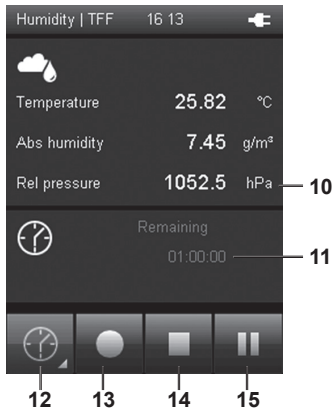 Humidity | TFF 16 13
Temperature 25.82 °C
Abs humidity 7.45 g/m³
Rel pressure 1052.5 hPa 10
Remaining
01:00:00 11
12 13 14 15